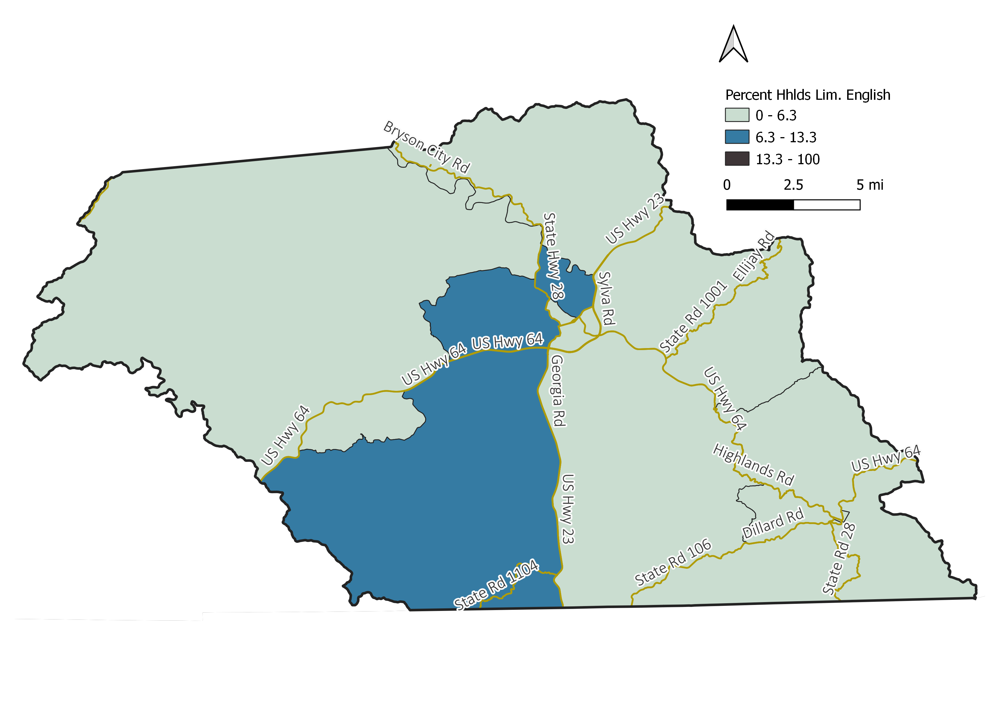 Percent Hhlds Lim. English
0 - 6.3
6.3 - 13.3
13.3 - 100
0 2.5 5 mi
Bryson City Rd
State Hwy 28
US Hwy 23
Sylva Rd
Ellijay Rd
State Rd 1001
US Hwy 64
US Hwy 64
US Hwy 64
Georgia Rd
US Hwy 64
Highlands Rd
US Hwy 64
US Hwy 23
Dillard Rd
State Rd 28
State Rd 106
State Rd 1104